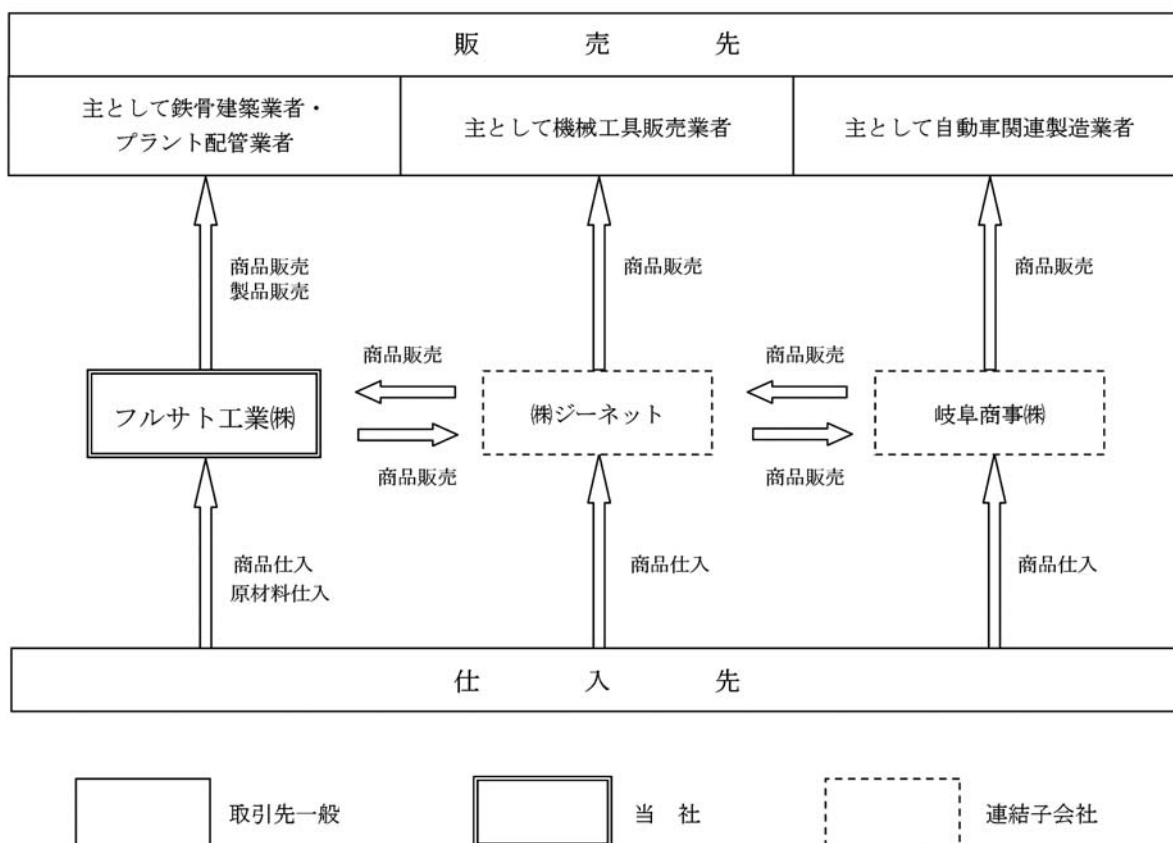 販売先
主として鉄骨建築業者・
プラント配管業者
主として機械工具販売業者
主として自動車関連製造業者
商品販売
製品販売
商品販売
商品販売
商品販売
商品販売
フルサト工業㈱
㈱ジーネット
岐阜商事㈱
商品販売
商品販売
商品仕入
原材料仕入
商品仕入
商品仕入
仕入先
取引先一般
当社
連結子会社